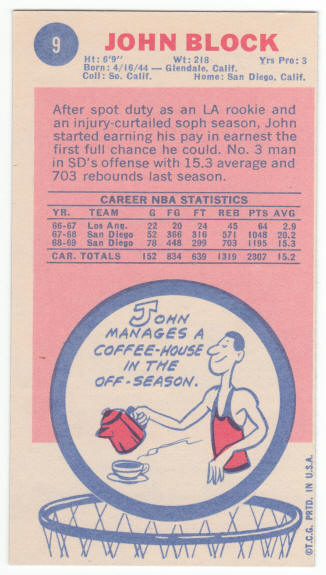 9
JOHN BLOCK
Ht: 6'9" Wt: 218 Yrs Pro: 3
Born: 4/16/44 — Glendale, Calif.
Coll: So. Calif. Home: San Diego, Calif.
After spot duty as an LA rookie and
an injury-curtailed soph season, John
started earning his pay in earnest the
first full chance he could. No. 3 man
in SD's offense with 15.3 average and
703 rebounds last season.
CAREER NBA STATISTICS
YR. TEAM G FG FT REB PTS AVG
66-67 Los Ang. 22 20 24 45 64 2.9
67-68 San Diego 52 366 316 571 1048 20.2
68-69 San Diego 78 448 299 703 1195 15.3
CAR. TOTALS 152 834 639 1319 2307 15.2
JOHN
MANAGES A
COFFEE-HOUSE
IN THE
OFF-SEASON.
©T.C.G. PRTD. IN U.S.A.